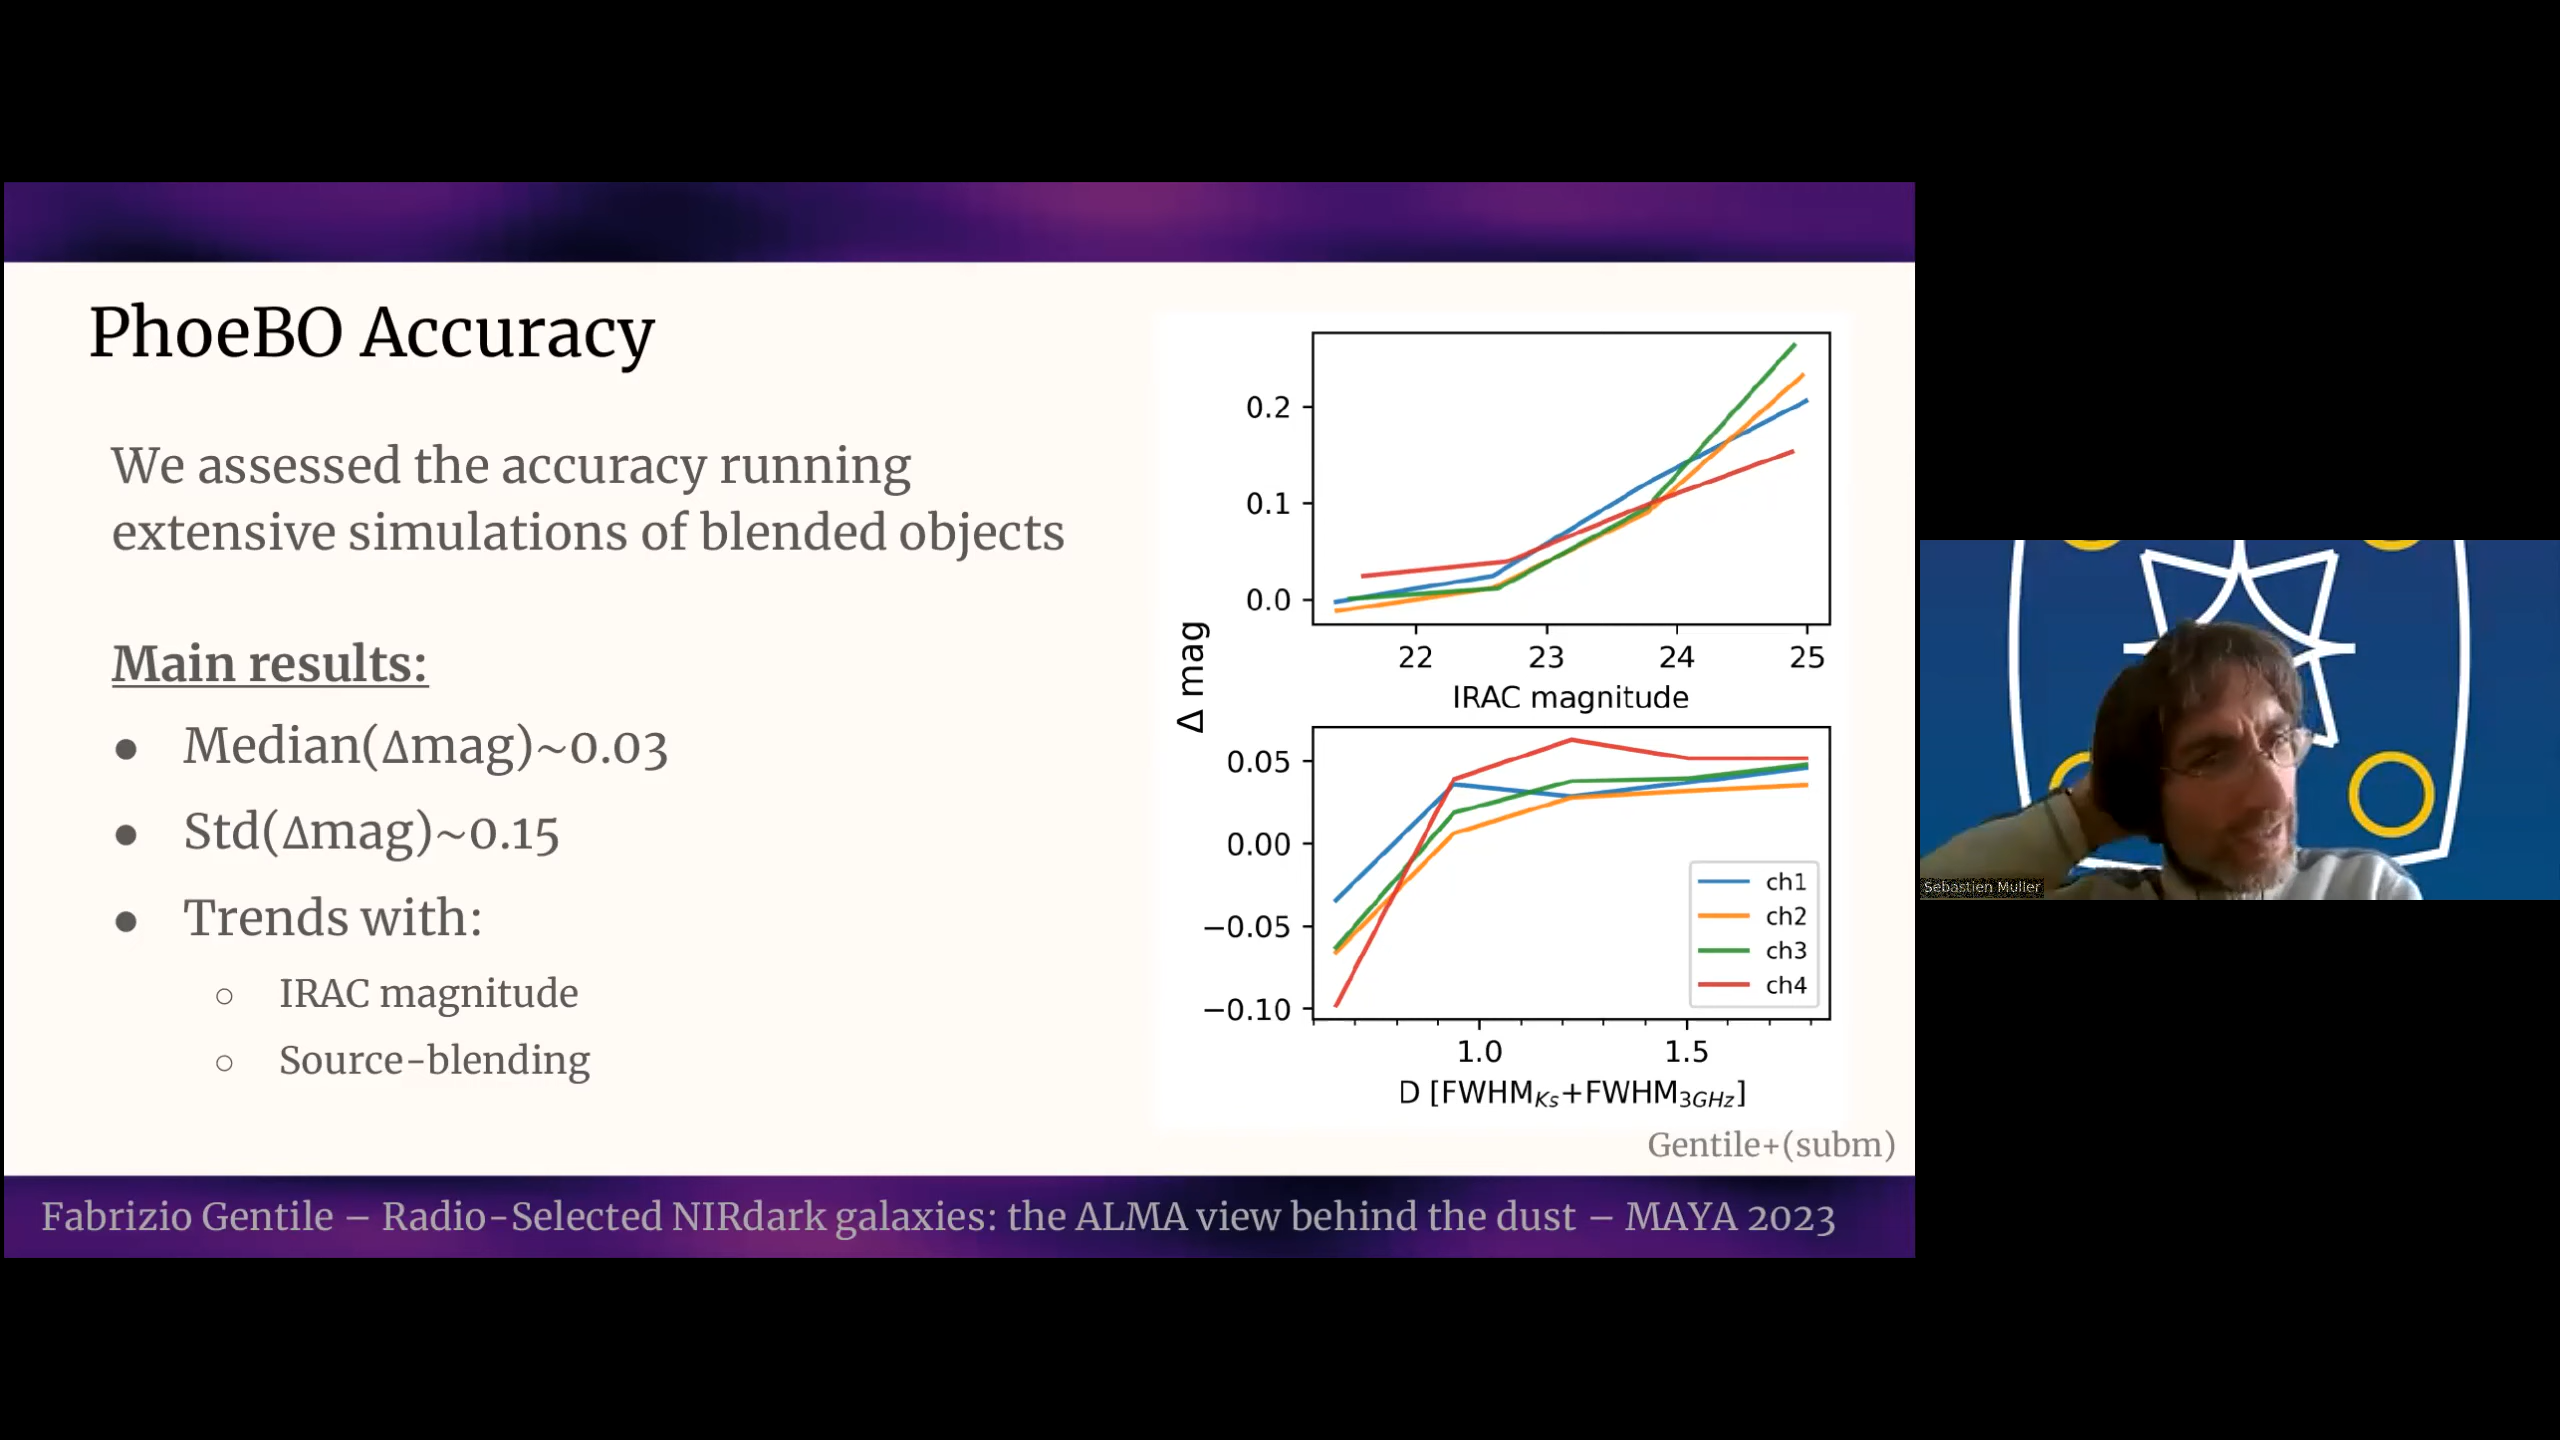 PhoeBO Accuracy
We assessed the accuracy running
extensive simulations of blended objects
Main results:
● Median(Δmag)~0.03
● Std(Δmag)~0.15
● Trends with:
○ IRAC magnitude
○ Source-blending
Δ mag
0.2
0.1
0.0
22 23 24 25
IRAC magnitude
0.05
0.00
−0.05
−0.10
ch1
ch2
ch3
ch4
1.0 1.5
D [FWHM_Ks+FWHM_3GHz]
Gentile+(subm)
Fabrizio Gentile – Radio-Selected NIRdark galaxies: the ALMA view behind the dust – MAYA 2023
Sebastien Muller